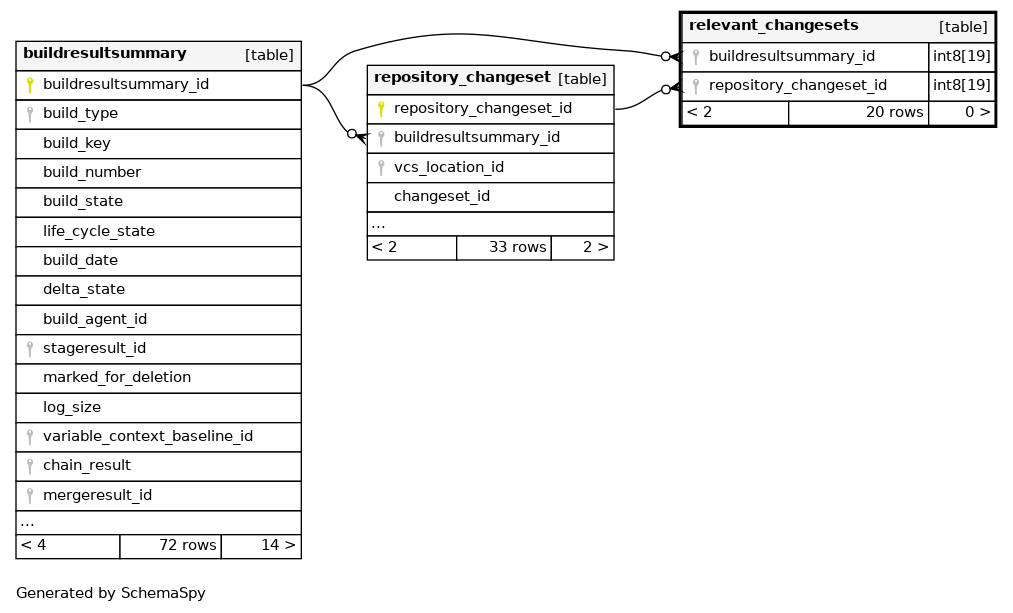 buildresultsummary [table]
buildresultsummary_id
build_type
build_key
build_number
build_state
life_cycle_state
build_date
delta_state
build_agent_id
stageresult_id
marked_for_deletion
log_size
variable_context_baseline_id
chain_result
mergeresult_id
...
< 4 72 rows 14 >
repository_changeset [table]
repository_changeset_id
buildresultsummary_id
vcs_location_id
changeset_id
...
< 2 33 rows 2 >
relevant_changesets [table]
buildresultsummary_id int8[19]
repository_changeset_id int8[19]
< 2 20 rows 0 >
Generated by SchemaSpy